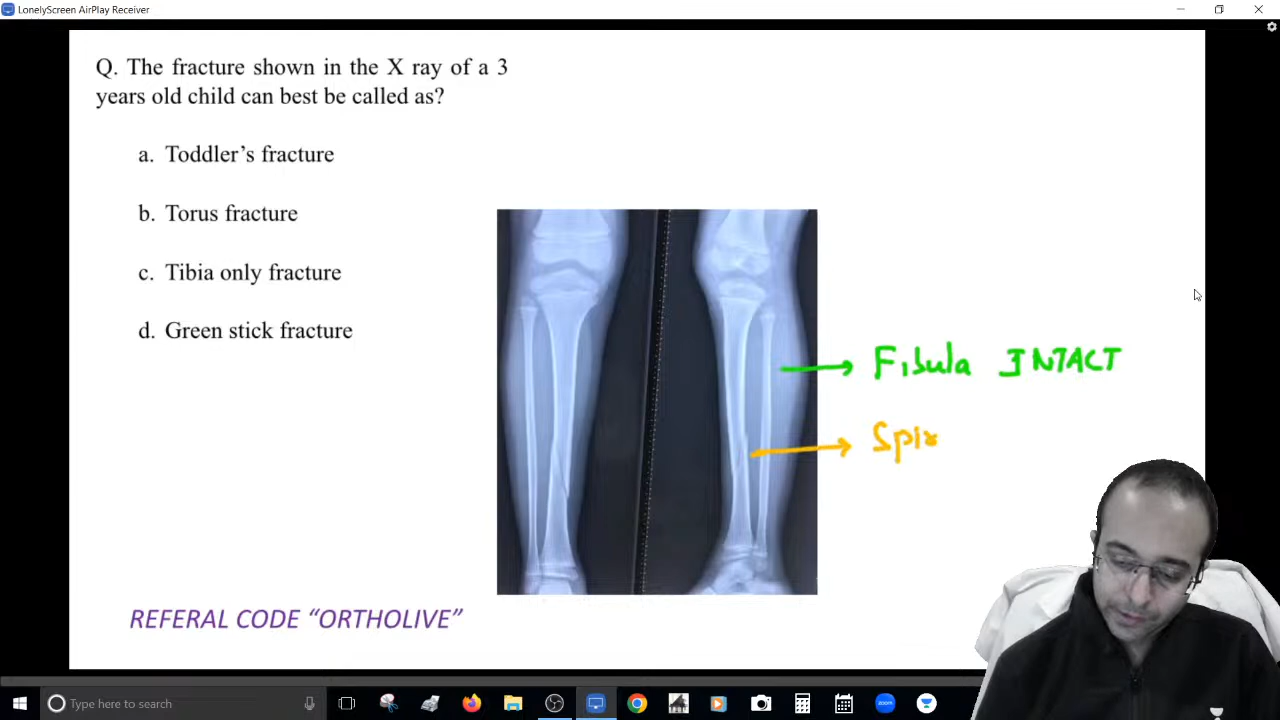 LonelyScreen AirPlay Receiver
Q. The fracture shown in the X ray of a 3
years old child can best be called as?
a. Toddler’s fracture
b. Torus fracture
c. Tibia only fracture
d. Green stick fracture
Fibula INTACT
Spir
REFERAL CODE “ORTHOLIVE”
Type here to search
zoom